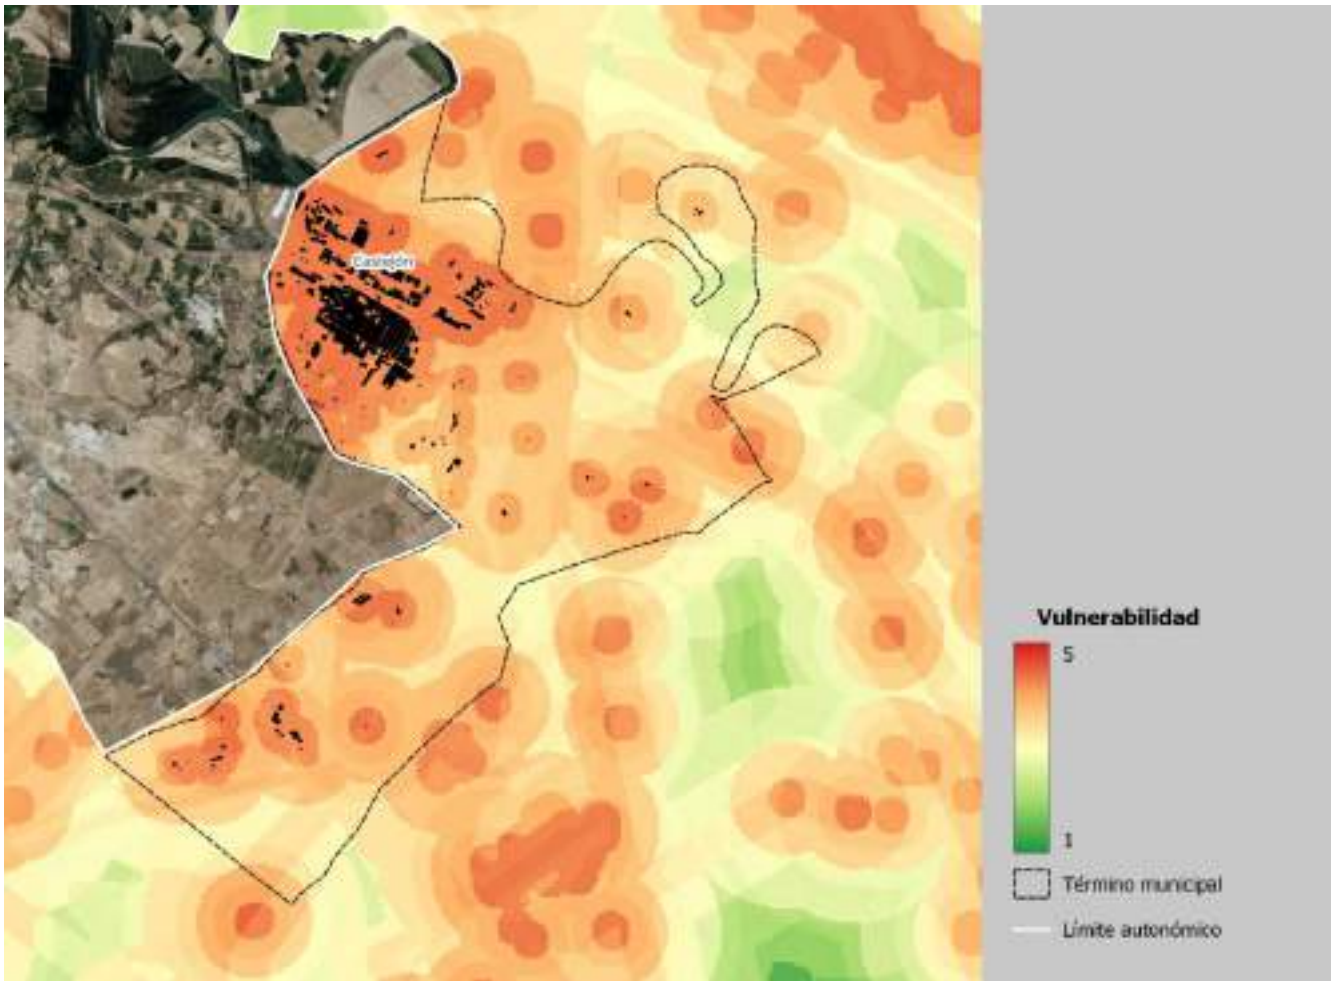 Castejón
Vulnerabilidad
5
1
Término municipal
Límite autonómico